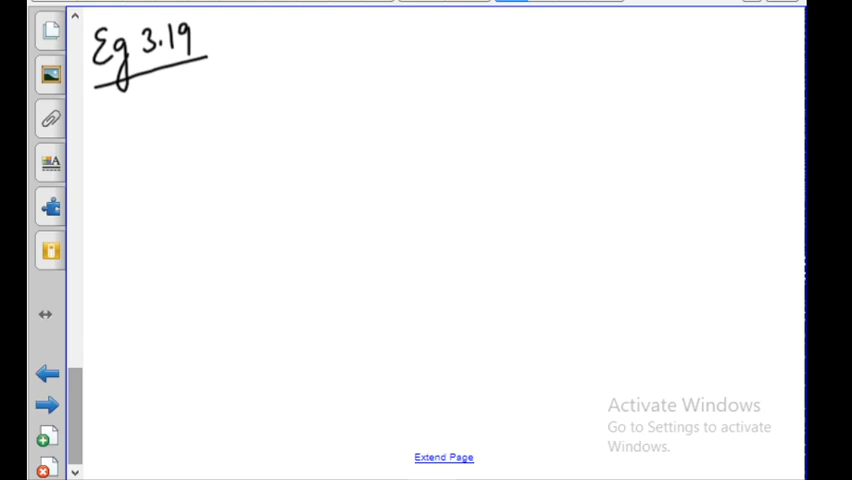 Eg 3.19
Activate Windows
Go to Settings to activate
Windows.
Extend Page